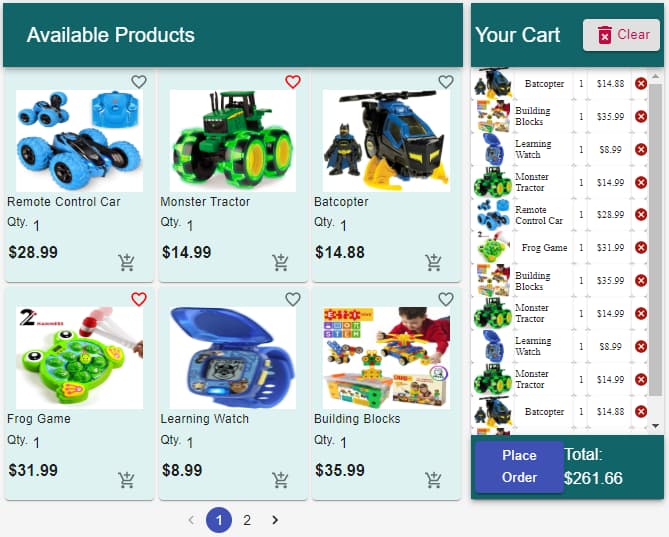 Available Products
Remote Control Car
Qty. 1
$28.99
Monster Tractor
Qty. 1
$14.99
Batcopter
Qty. 1
$14.88
Frog Game
Qty. 1
$31.99
Learning Watch
Qty. 1
$8.99
Building Blocks
Qty. 1
$35.99
1 2
Your Cart
Clear
Batcopter 1 $14.88
Building
Blocks 1 $35.99
Learning
Watch 1 $8.99
Monster
Tractor 1 $14.99
Remote
Control Car 1 $28.99
Frog Game 1 $31.99
Building
Blocks 1 $35.99
Monster
Tractor 1 $14.99
Learning
Watch 1 $8.99
Monster
Tractor 1 $14.99
Batcopter 1 $14.88
Place
Order
Total:
$261.66